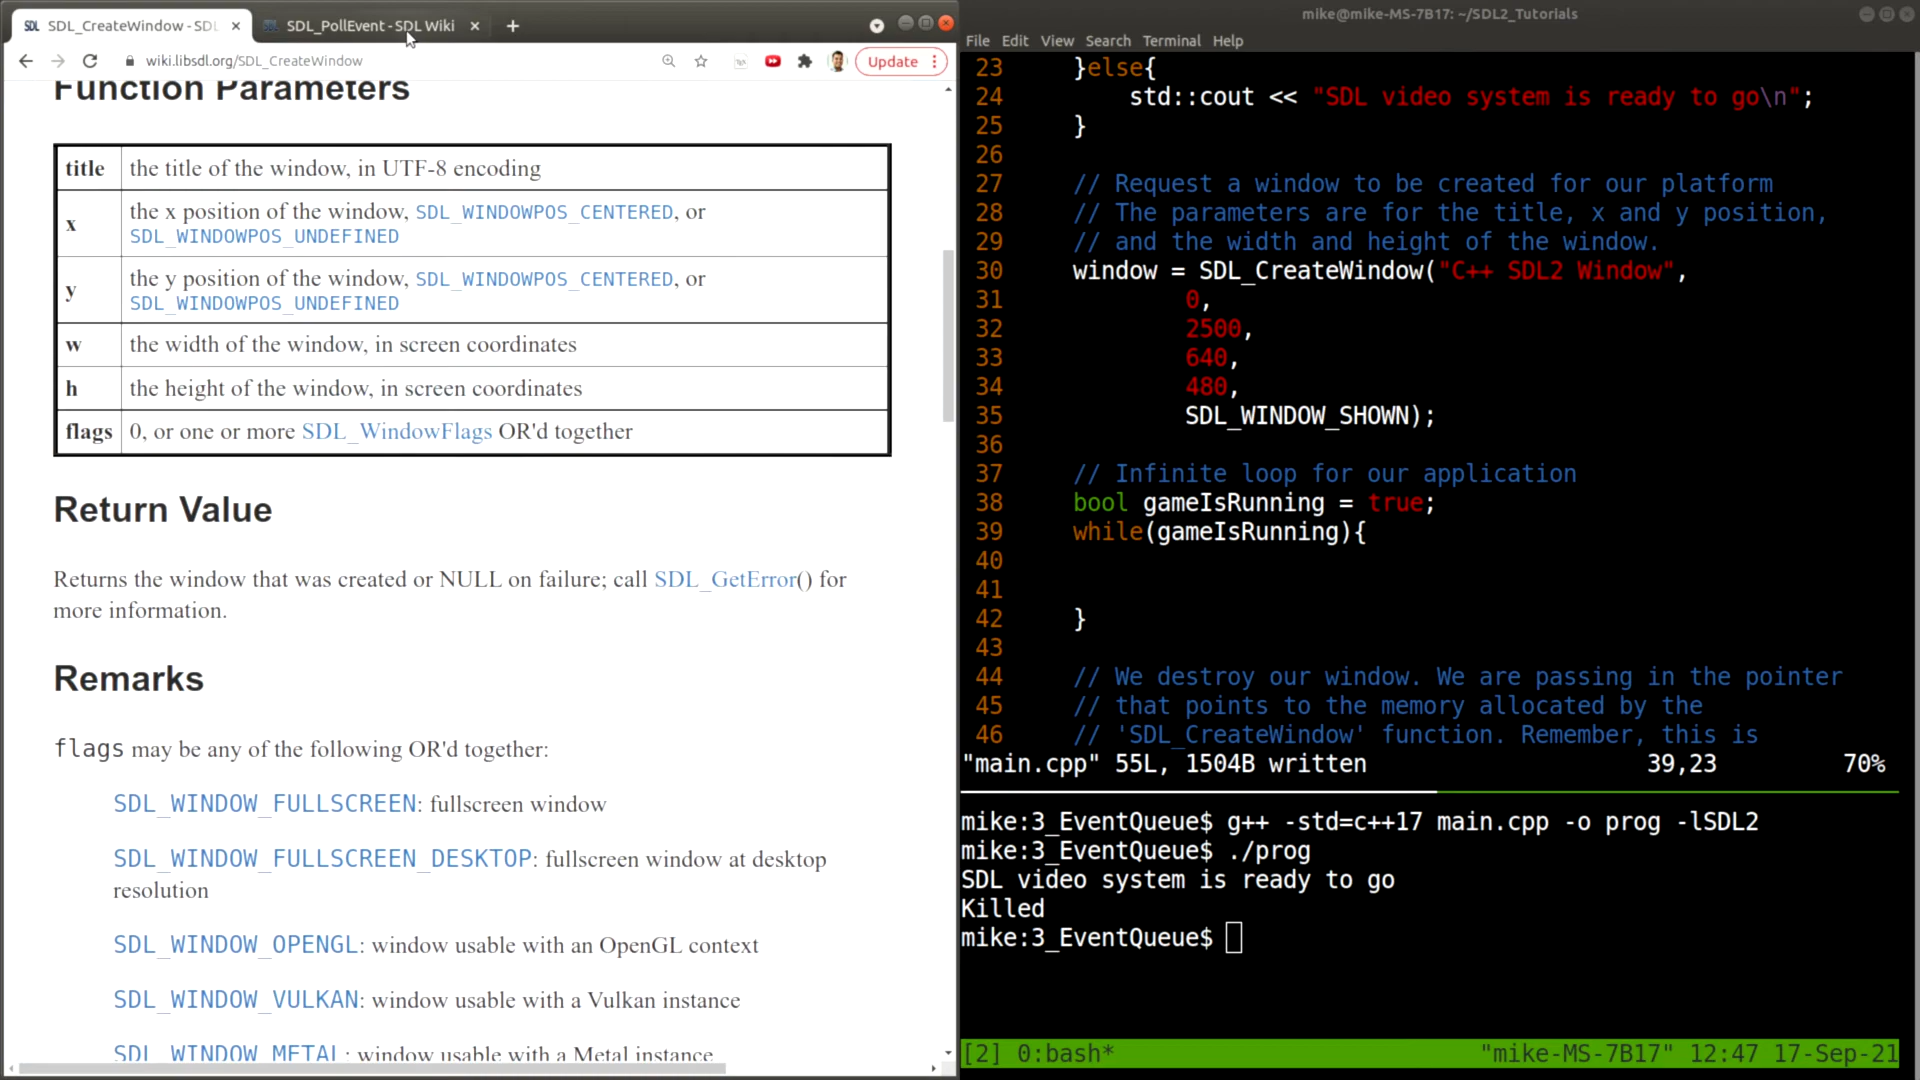 SDL_CreateWindow - SDL
SDL_PollEvent - SDL Wiki
wiki.libsdl.org/SDL_CreateWindow
Update
Function Parameters
title the title of the window, in UTF-8 encoding
x the x position of the window, SDL_WINDOWPOS_CENTERED, or
SDL_WINDOWPOS_UNDEFINED
y the y position of the window, SDL_WINDOWPOS_CENTERED, or
SDL_WINDOWPOS_UNDEFINED
w the width of the window, in screen coordinates
h the height of the window, in screen coordinates
flags 0, or one or more SDL_WindowFlags OR'd together
Return Value
Returns the window that was created or NULL on failure; call SDL_GetError() for
more information.
Remarks
flags may be any of the following OR'd together:
SDL_WINDOW_FULLSCREEN: fullscreen window
SDL_WINDOW_FULLSCREEN_DESKTOP: fullscreen window at desktop
resolution
SDL_WINDOW_OPENGL: window usable with an OpenGL context
SDL_WINDOW_VULKAN: window usable with a Vulkan instance
SDL_WINDOW_METAL: window usable with a Metal instance
mike@mike-MS-7B17: ~/SDL2_Tutorials
File Edit View Search Terminal Help
23 }else{
24 std::cout << "SDL video system is ready to go\n";
25 }
26
27 // Request a window to be created for our platform
28 // The parameters are for the title, x and y position,
29 // and the width and height of the window.
30 window = SDL_CreateWindow("C++ SDL2 Window",
31 0,
32 2500,
33 640,
34 480,
35 SDL_WINDOW_SHOWN);
36
37 // Infinite loop for our application
38 bool gameIsRunning = true;
39 while(gameIsRunning){
40
41
42 }
43
44 // We destroy our window. We are passing in the pointer
45 // that points to the memory allocated by the
46 // 'SDL_CreateWindow' function. Remember, this is
"main.cpp" 55L, 1504B written 39,23 70%
mike:3_EventQueue$ g++ -std=c++17 main.cpp -o prog -lSDL2
mike:3_EventQueue$ ./prog
SDL video system is ready to go
Killed
mike:3_EventQueue$
[2] 0:bash* "mike-MS-7B17" 12:47 17-Sep-21